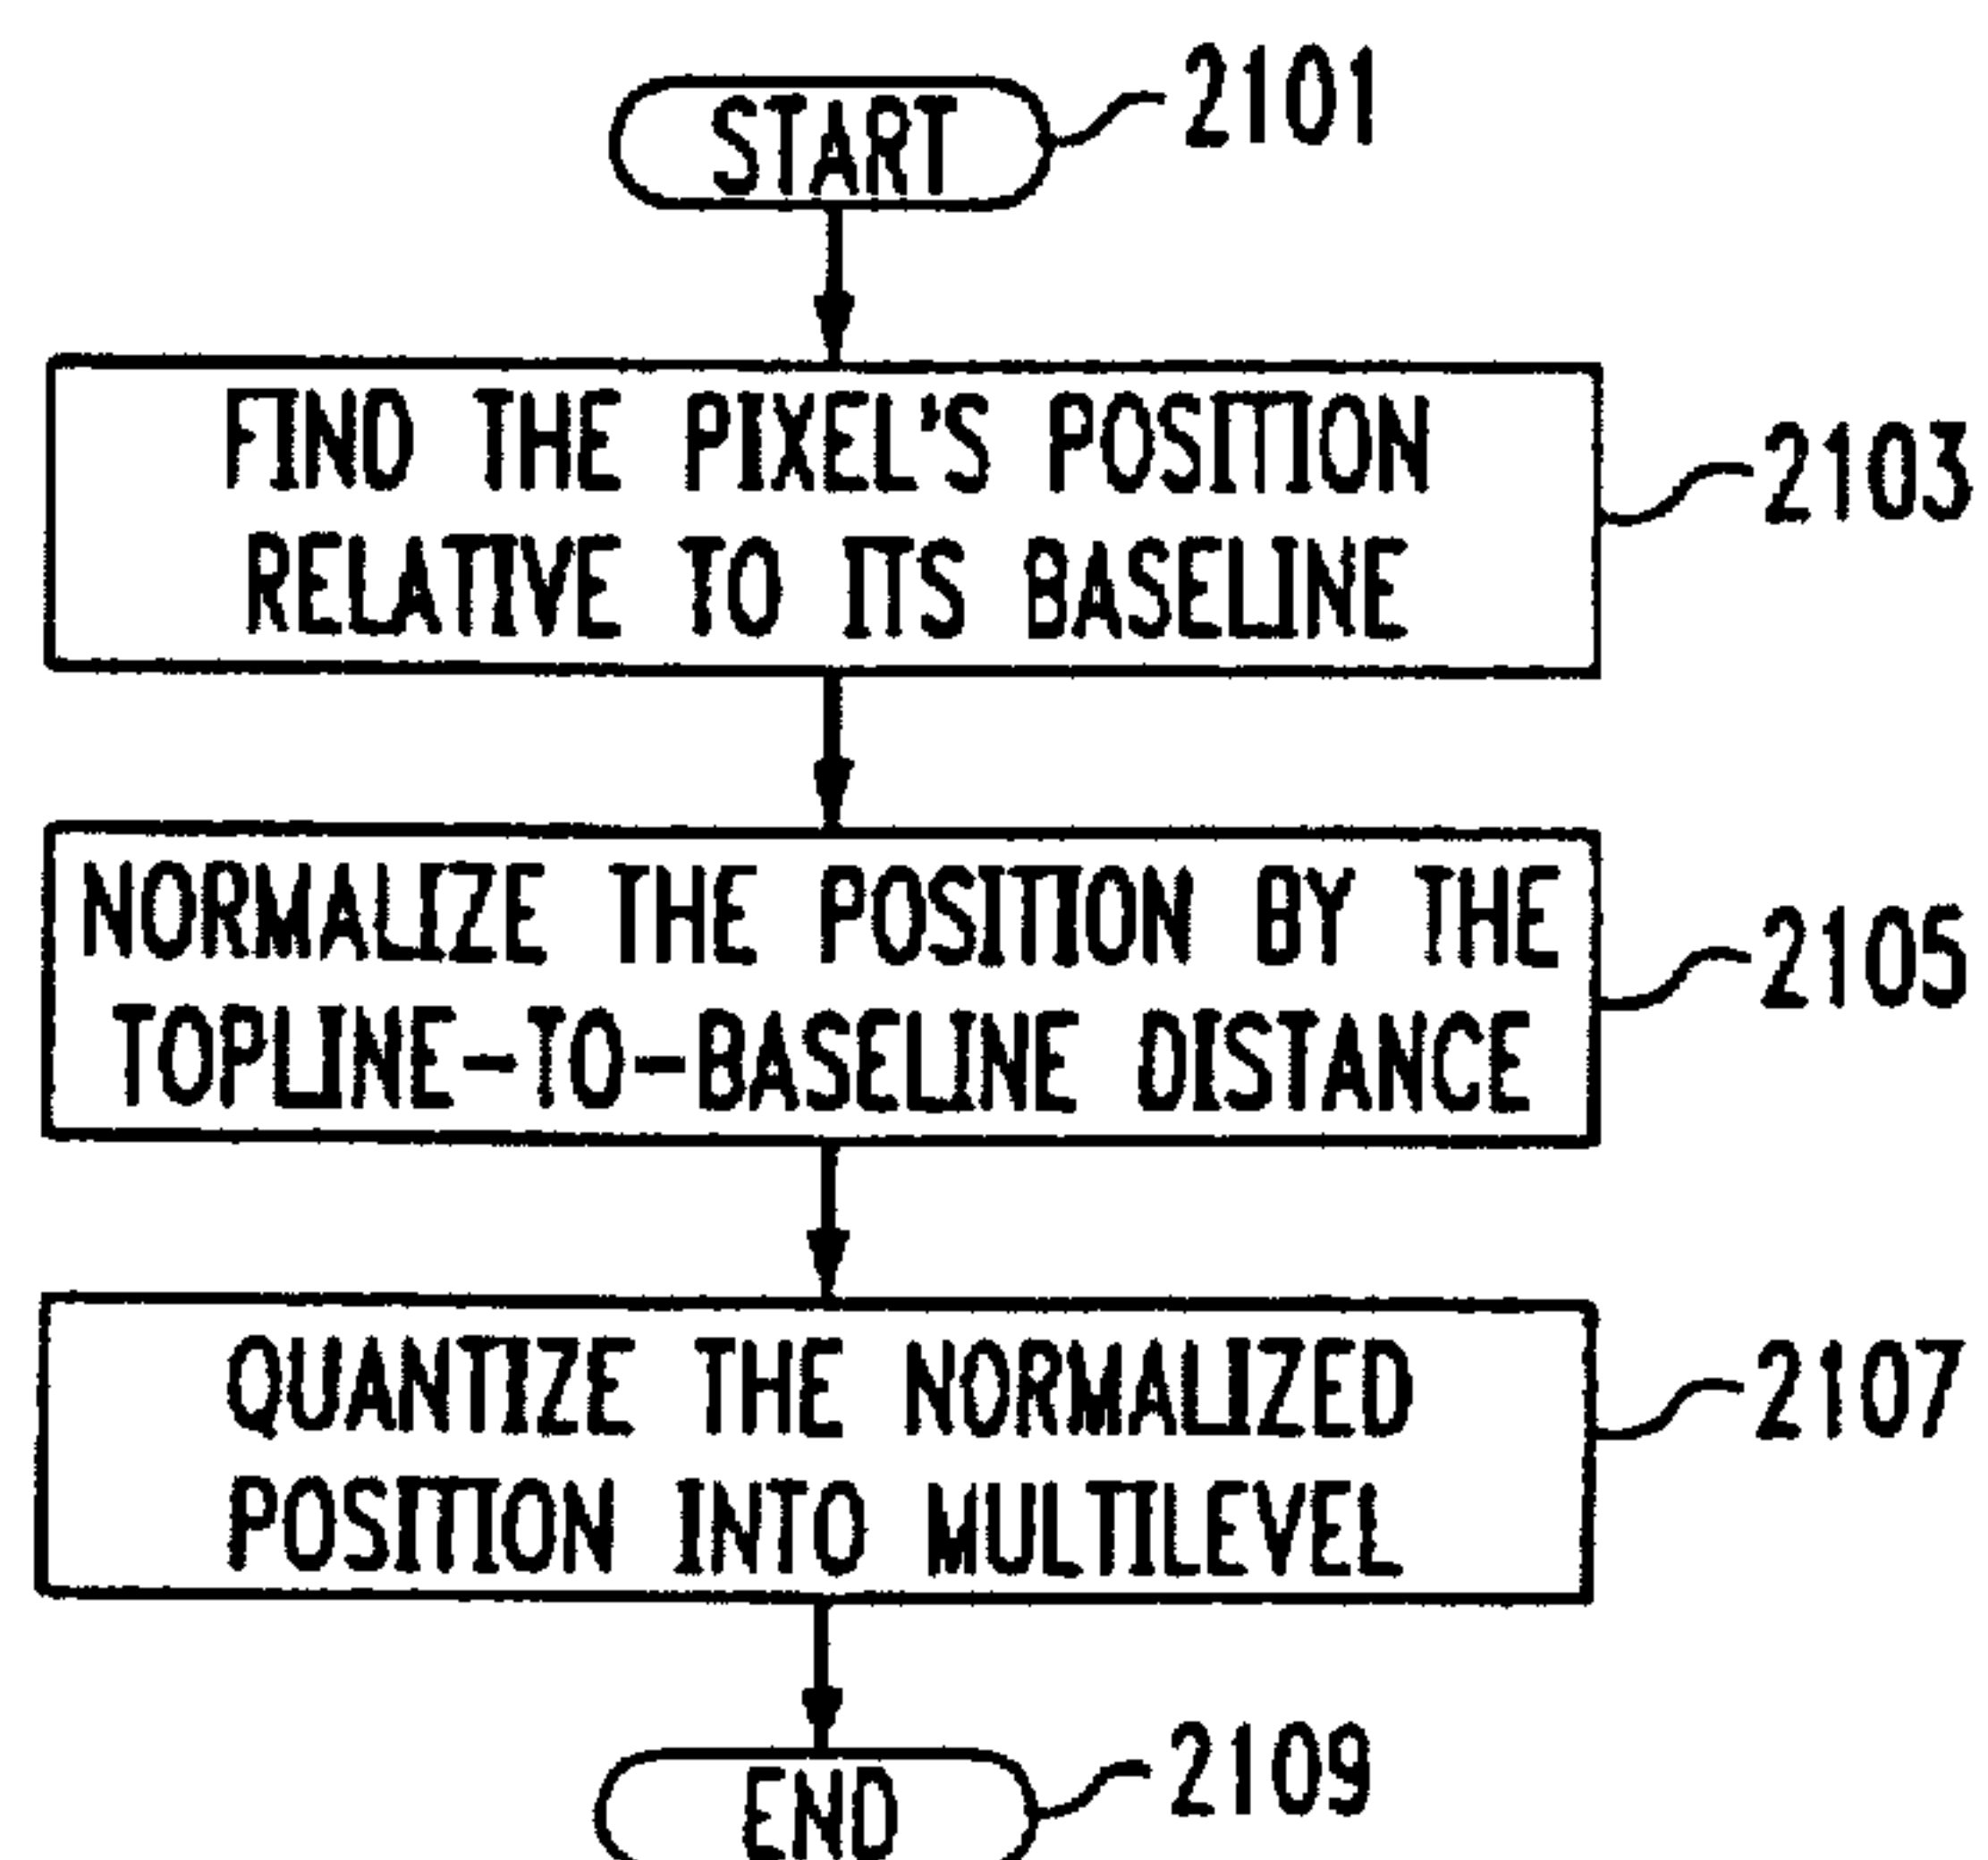 START
2101
FIND THE PIXEL'S POSITION
RELATIVE TO ITS BASELINE
2103
NORMALIZE THE POSITION BY THE
TOPLINE-TO-BASELINE DISTANCE
2105
QUANTIZE THE NORMALIZED
POSITION INTO MULTILEVEL
2107
END
2109